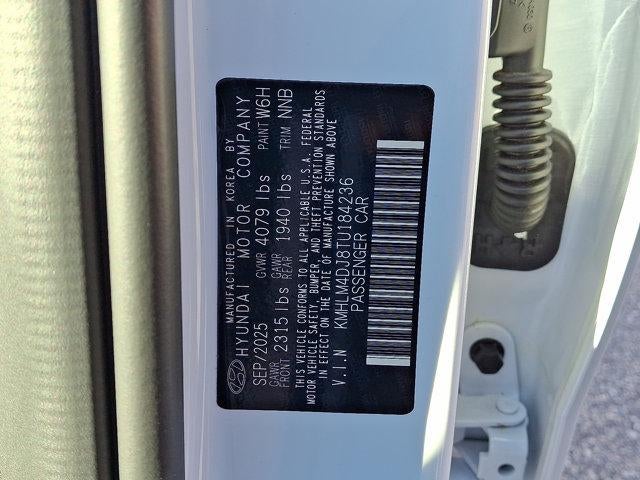 MANUFACTURED IN KOREA BY
HYUNDAI MOTOR COMPANY
SEP/2025 GVWR 4079 lbs PAINT W6H
GAWR FRONT 2315 lbs GAWR REAR 1940 lbs TRIM NNB
THIS VEHICLE CONFORMS TO ALL APPLICABLE U.S.A. FEDERAL
MOTOR VEHICLE SAFETY, BUMPER, AND THEFT PREVENTION STANDARDS
IN EFFECT ON THE DATE OF MANUFACTURE SHOWN ABOVE
V.I.N KMHLM4DJ8TU184236
PASSENGER CAR